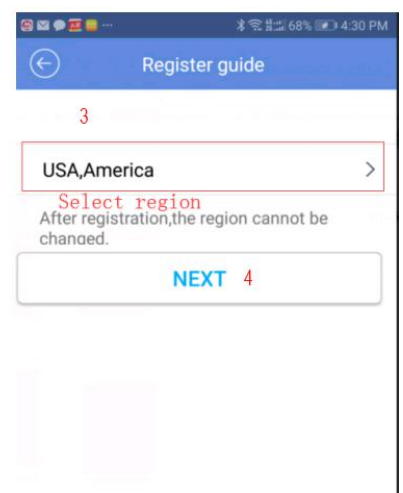 68% 4:30 PM
Register guide
3
USA,America
Select region
After registration,the region cannot be
changed.
NEXT 4